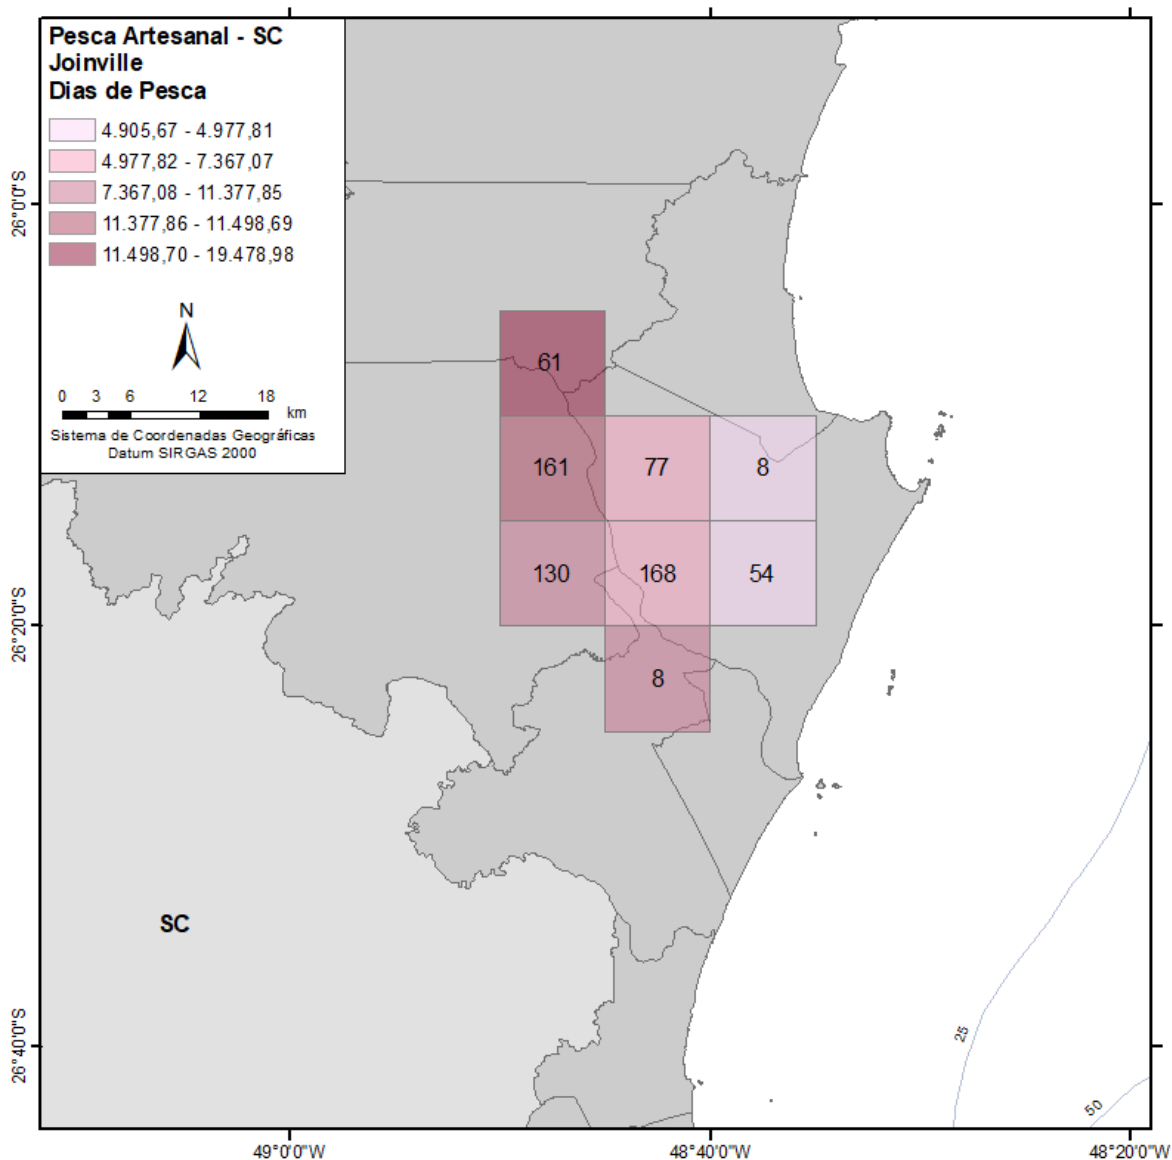 Pesca Artesanal - SC
Joinville
Dias de Pesca
4.905,67 - 4.977,81
4.977,82 - 7.367,07
7.367,08 - 11.377,85
11.377,86 - 11.498,69
11.498,70 - 19.478,98
N
0 3 6 12 18
km
Sistema de Coordenadas Geográficas
Datum SIRGAS 2000
26°0'0"S
61
161 77 8
130 168 54
26°20'0"S
8
SC
25
26°40'0"S
50
49°0'0"W 48°40'0"W 48°20'0"W